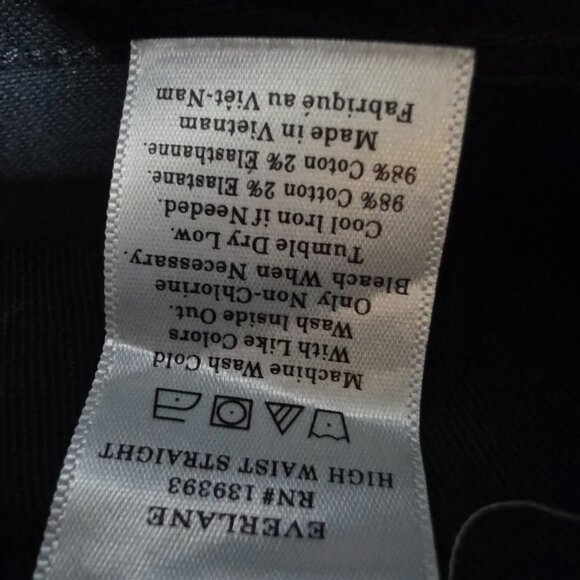 EVERLANE
RN# 139393
HIGH WAIST STRAIGHT
Machine Wash Cold
With Like Colors
Wash Inside Out.
Only Non-Chlorine
Bleach When Necessary.
Tumble Dry Low.
Cool Iron if Needed.
98% Cotton 2% Elastane.
98% Coton 2% Élasthanne.
Made in Vietnam
Fabriqué au Viêt-Nam